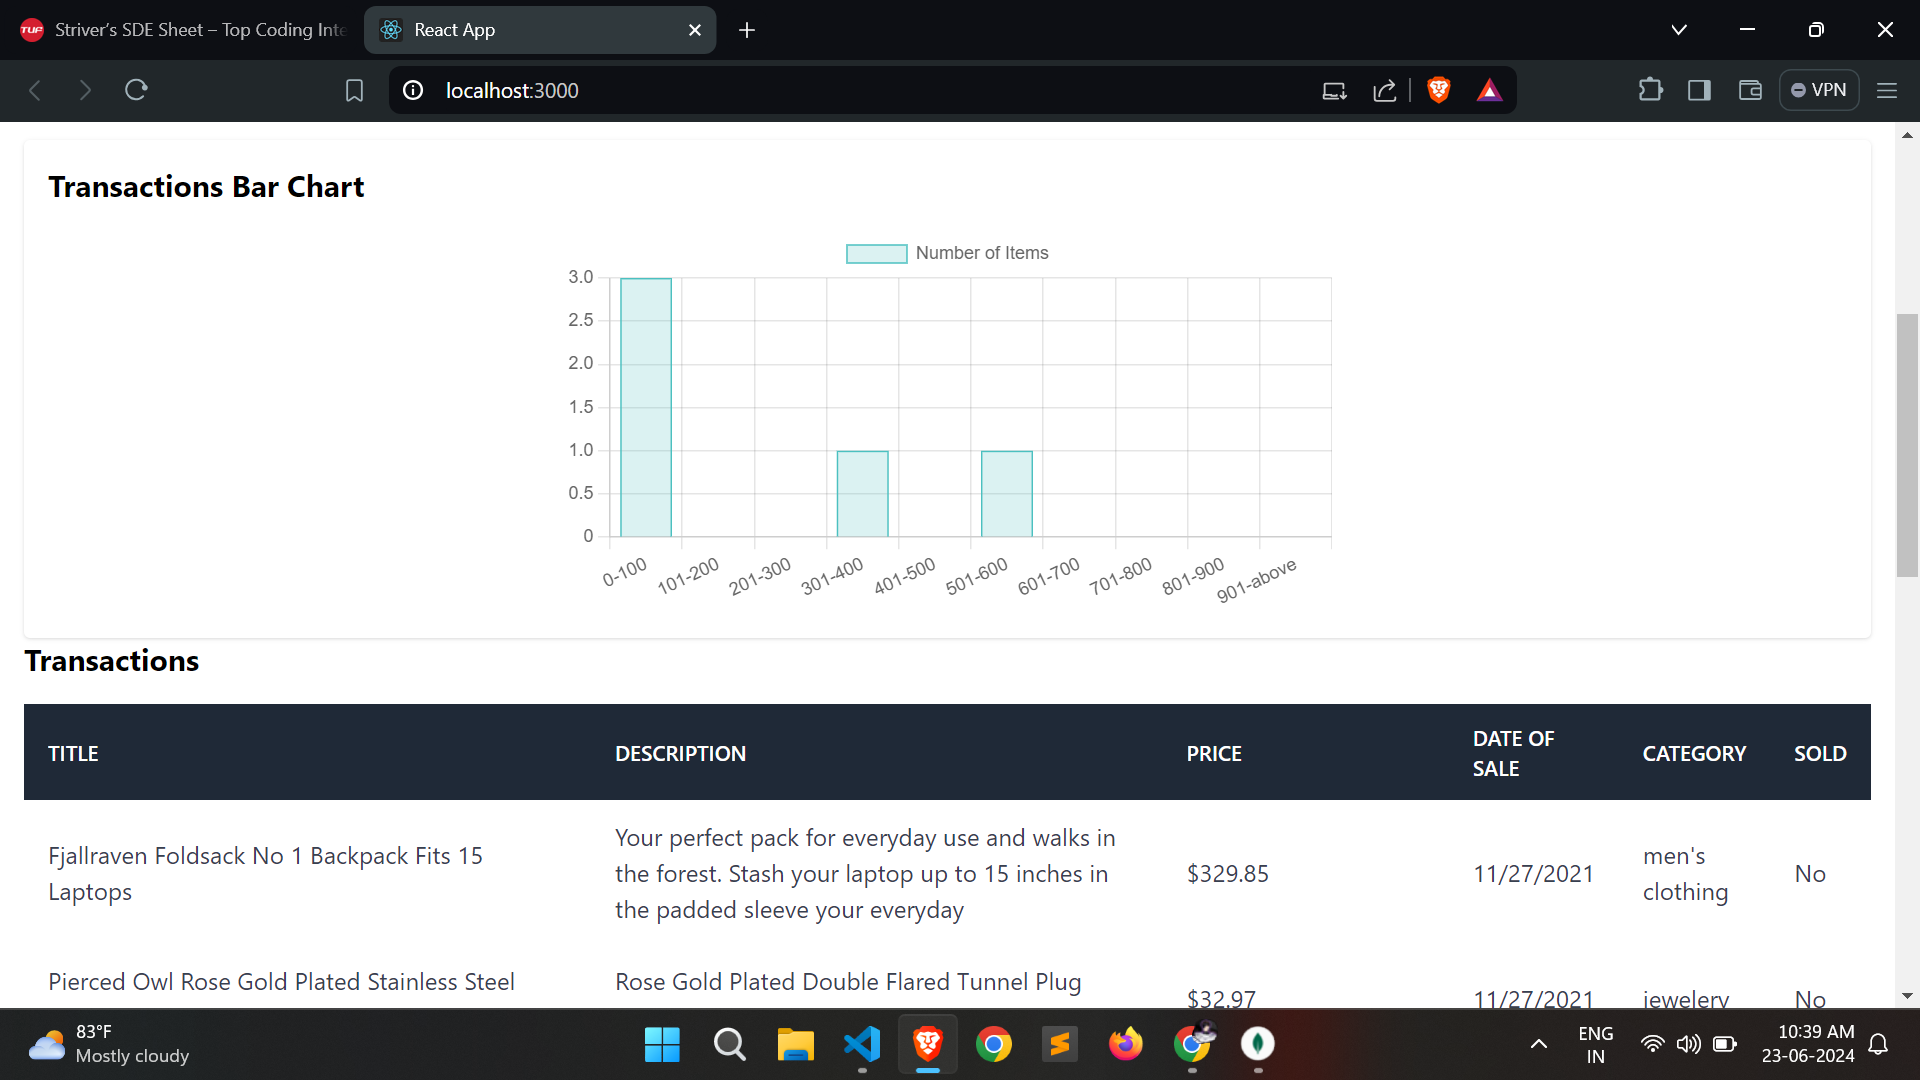 TUF Striver's SDE Sheet – Top Coding Inte
React App
localhost:3000
VPN
Transactions Bar Chart
Number of Items
3.0
2.5
2.0
1.5
1.0
0.5
0
0-100 101-200 201-300 301-400 401-500 501-600 601-700 701-800 801-900 901-above
Transactions
TITLE DESCRIPTION PRICE DATE OF SALE CATEGORY SOLD
Fjallraven Foldsack No 1 Backpack Fits 15
Laptops
Your perfect pack for everyday use and walks in
the forest. Stash your laptop up to 15 inches in
the padded sleeve your everyday
$329.85
11/27/2021
men's
clothing
No
Pierced Owl Rose Gold Plated Stainless Steel
Rose Gold Plated Double Flared Tunnel Plug
$32.97
11/27/2021
jewelery
No
83°F
Mostly cloudy
ENG
IN
10:39 AM
23-06-2024